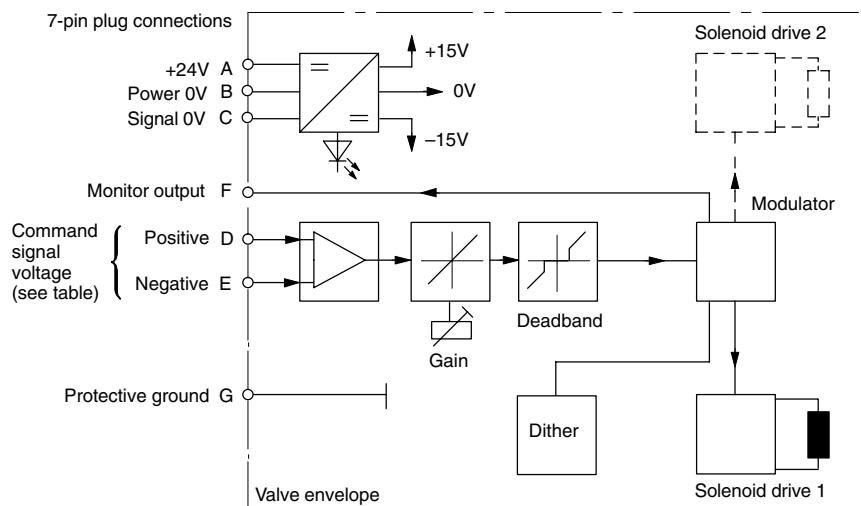 7-pin plug connections
Solenoid drive 2
+24V A
Power 0V B
Signal 0V C
+15V
0V
–15V
Monitor output F
Modulator
Command
signal
voltage
(see table)
Positive D
Negative E
Deadband
Gain
Protective ground G
Dither
Valve envelope
Solenoid drive 1